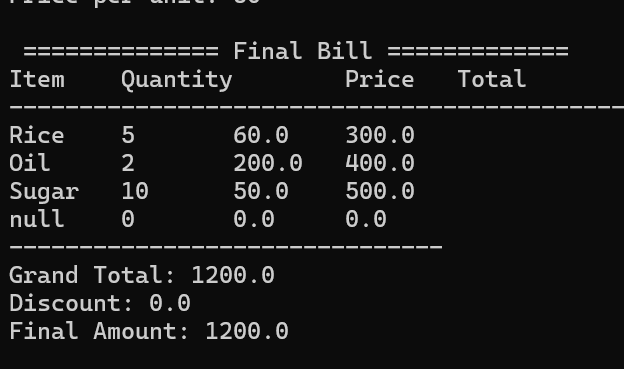 Price per unit: 60
 ============== Final Bill =============
Item    Quantity        Price   Total
--------------------------------------------
Rice    5       60.0    300.0
Oil     2       200.0   400.0
Sugar   10      50.0    500.0
null    0       0.0     0.0
-------------------------------
Grand Total: 1200.0
Discount: 0.0
Final Amount: 1200.0